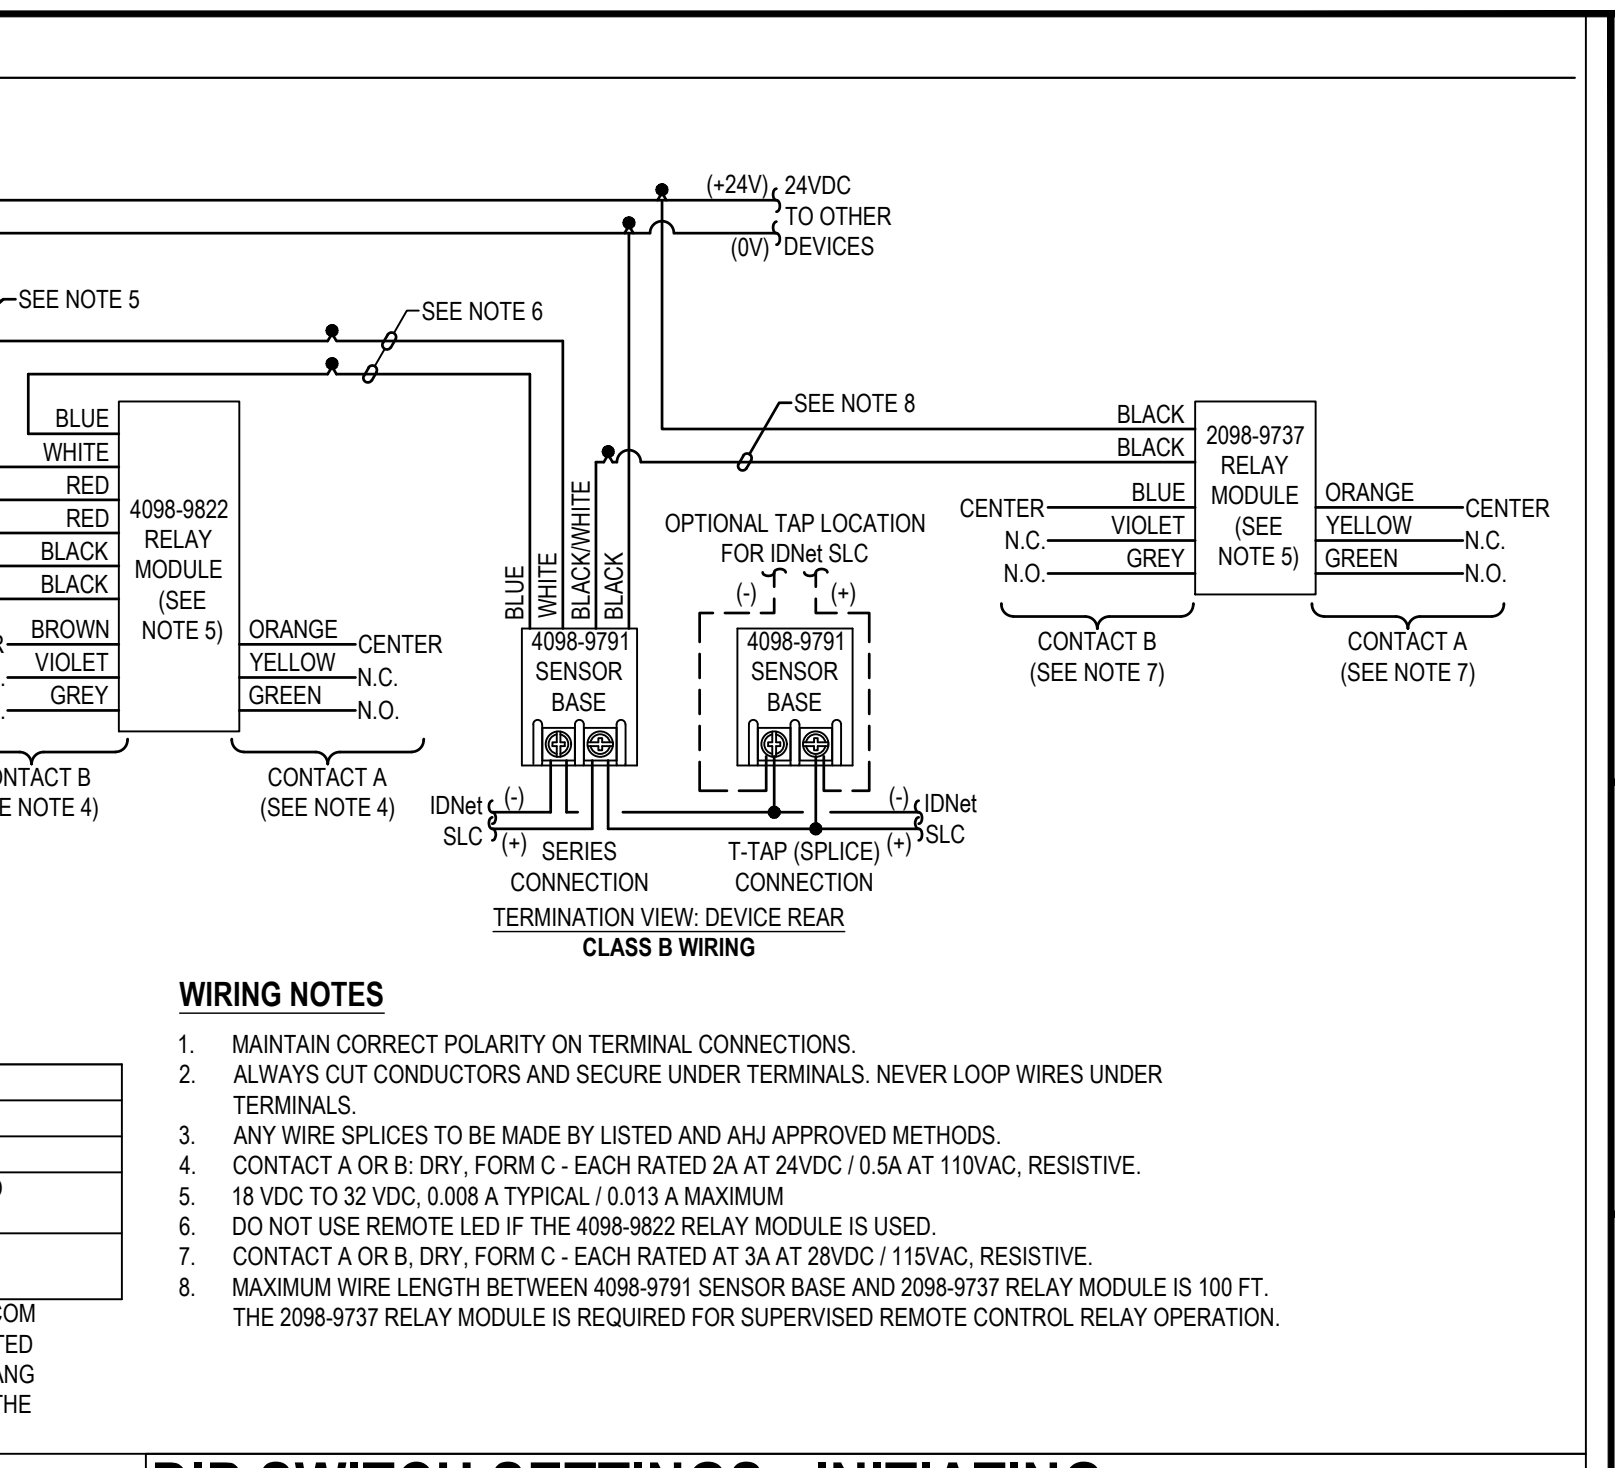 (+24V) 24VDC
TO OTHER
(0V) DEVICES
SEE NOTE 5
SEE NOTE 6
SEE NOTE 8
BLUE
WHITE
RED
RED
BLACK
BLACK
BROWN
VIOLET
GREY
4098-9822
RELAY
MODULE
(SEE
NOTE 5)
ORANGE CENTER
YELLOW N.C.
GREEN N.O.
CONTACT B
NOTE 4)
CONTACT A
(SEE NOTE 4)
BLUE
WHITE
BLACK/WHITE
BLACK
4098-9791
SENSOR
BASE
OPTIONAL TAP LOCATION
FOR IDNet SLC
(-) (+)
4098-9791
SENSOR
BASE
BLACK
BLACK
CENTER BLUE
N.C. VIOLET
N.O. GREY
2098-9737
RELAY
MODULE
(SEE
NOTE 5)
ORANGE CENTER
YELLOW N.C.
GREEN N.O.
CONTACT B
(SEE NOTE 7)
CONTACT A
(SEE NOTE 7)
IDNet (-)
SLC (+)
(-) IDNet
(+) SLC
SERIES
CONNECTION
T-TAP (SPLICE)
CONNECTION
TERMINATION VIEW: DEVICE REAR
CLASS B WIRING
WIRING NOTES
1. MAINTAIN CORRECT POLARITY ON TERMINAL CONNECTIONS.
2. ALWAYS CUT CONDUCTORS AND SECURE UNDER TERMINALS. NEVER LOOP WIRES UNDER
TERMINALS.
3. ANY WIRE SPLICES TO BE MADE BY LISTED AND AHJ APPROVED METHODS.
4. CONTACT A OR B: DRY, FORM C - EACH RATED 2A AT 24VDC / 0.5A AT 110VAC, RESISTIVE.
5. 18 VDC TO 32 VDC, 0.008 A TYPICAL / 0.013 A MAXIMUM
6. DO NOT USE REMOTE LED IF THE 4098-9822 RELAY MODULE IS USED.
7. CONTACT A OR B, DRY, FORM C - EACH RATED AT 3A AT 28VDC / 115VAC, RESISTIVE.
8. MAXIMUM WIRE LENGTH BETWEEN 4098-9791 SENSOR BASE AND 2098-9737 RELAY MODULE IS 100 FT.
THE 2098-9737 RELAY MODULE IS REQUIRED FOR SUPERVISED REMOTE CONTROL RELAY OPERATION.
COM
TED
ANG
THE
DIP SWITCH SETTINGS - INITIATING